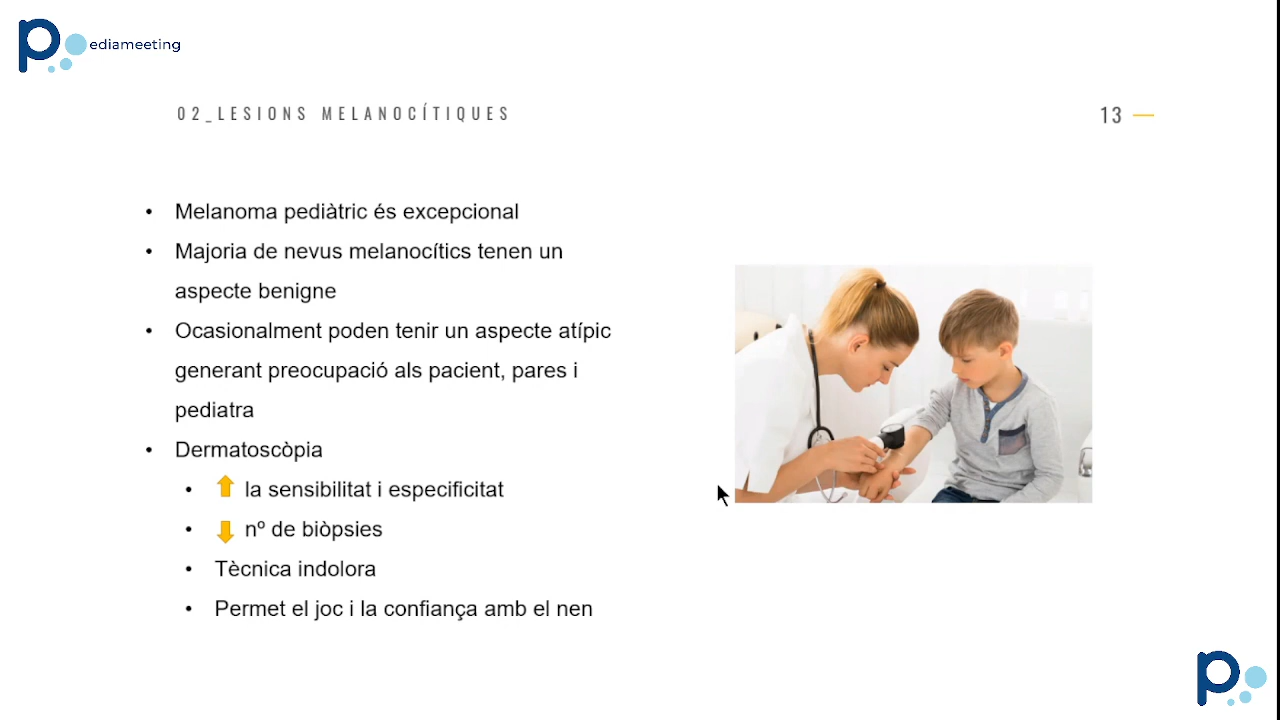 pediameeting
02_LESIONS MELANOCÍTIQUES
13
• Melanoma pediàtric és excepcional
• Majoria de nevus melanocítics tenen un
aspecte benigne
• Ocasionalment poden tenir un aspecte atípic
generant preocupació als pacient, pares i
pediatra
• Dermatoscòpia
• la sensibilitat i especificitat
• nº de biòpsies
• Tècnica indolora
• Permet el joc i la confiança amb el nen
p